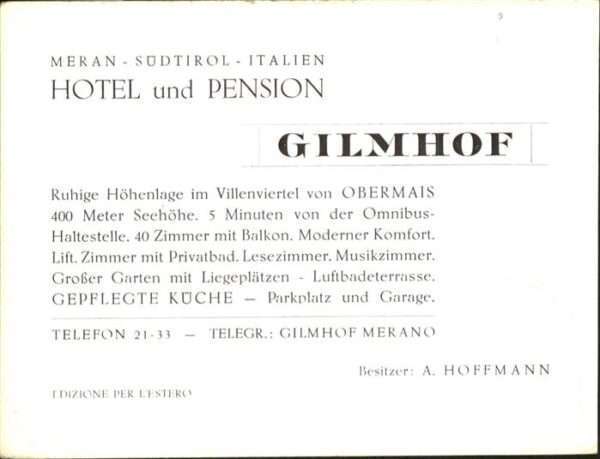 MERAN - SÜDTIROL - ITALIEN
HOTEL und PENSION
GILMHOF
Ruhige Höhenlage im Villenviertel von OBERMAIS
400 Meter Seehöhe. 5 Minuten von der Omnibus-
Haltestelle. 40 Zimmer mit Balkon. Moderner Komfort.
Lift. Zimmer mit Privatbad. Lesezimmer. Musikzimmer.
Großer Garten mit Liegeplätzen - Luftbadeterrasse.
GEPFLEGTE KÜCHE — Parkplatz und Garage.
TELEFON 21-33 — TELEGR.: GILMHOF MERANO
Besitzer: A. HOFFMANN
EDIZIONE PER L'ESTERO